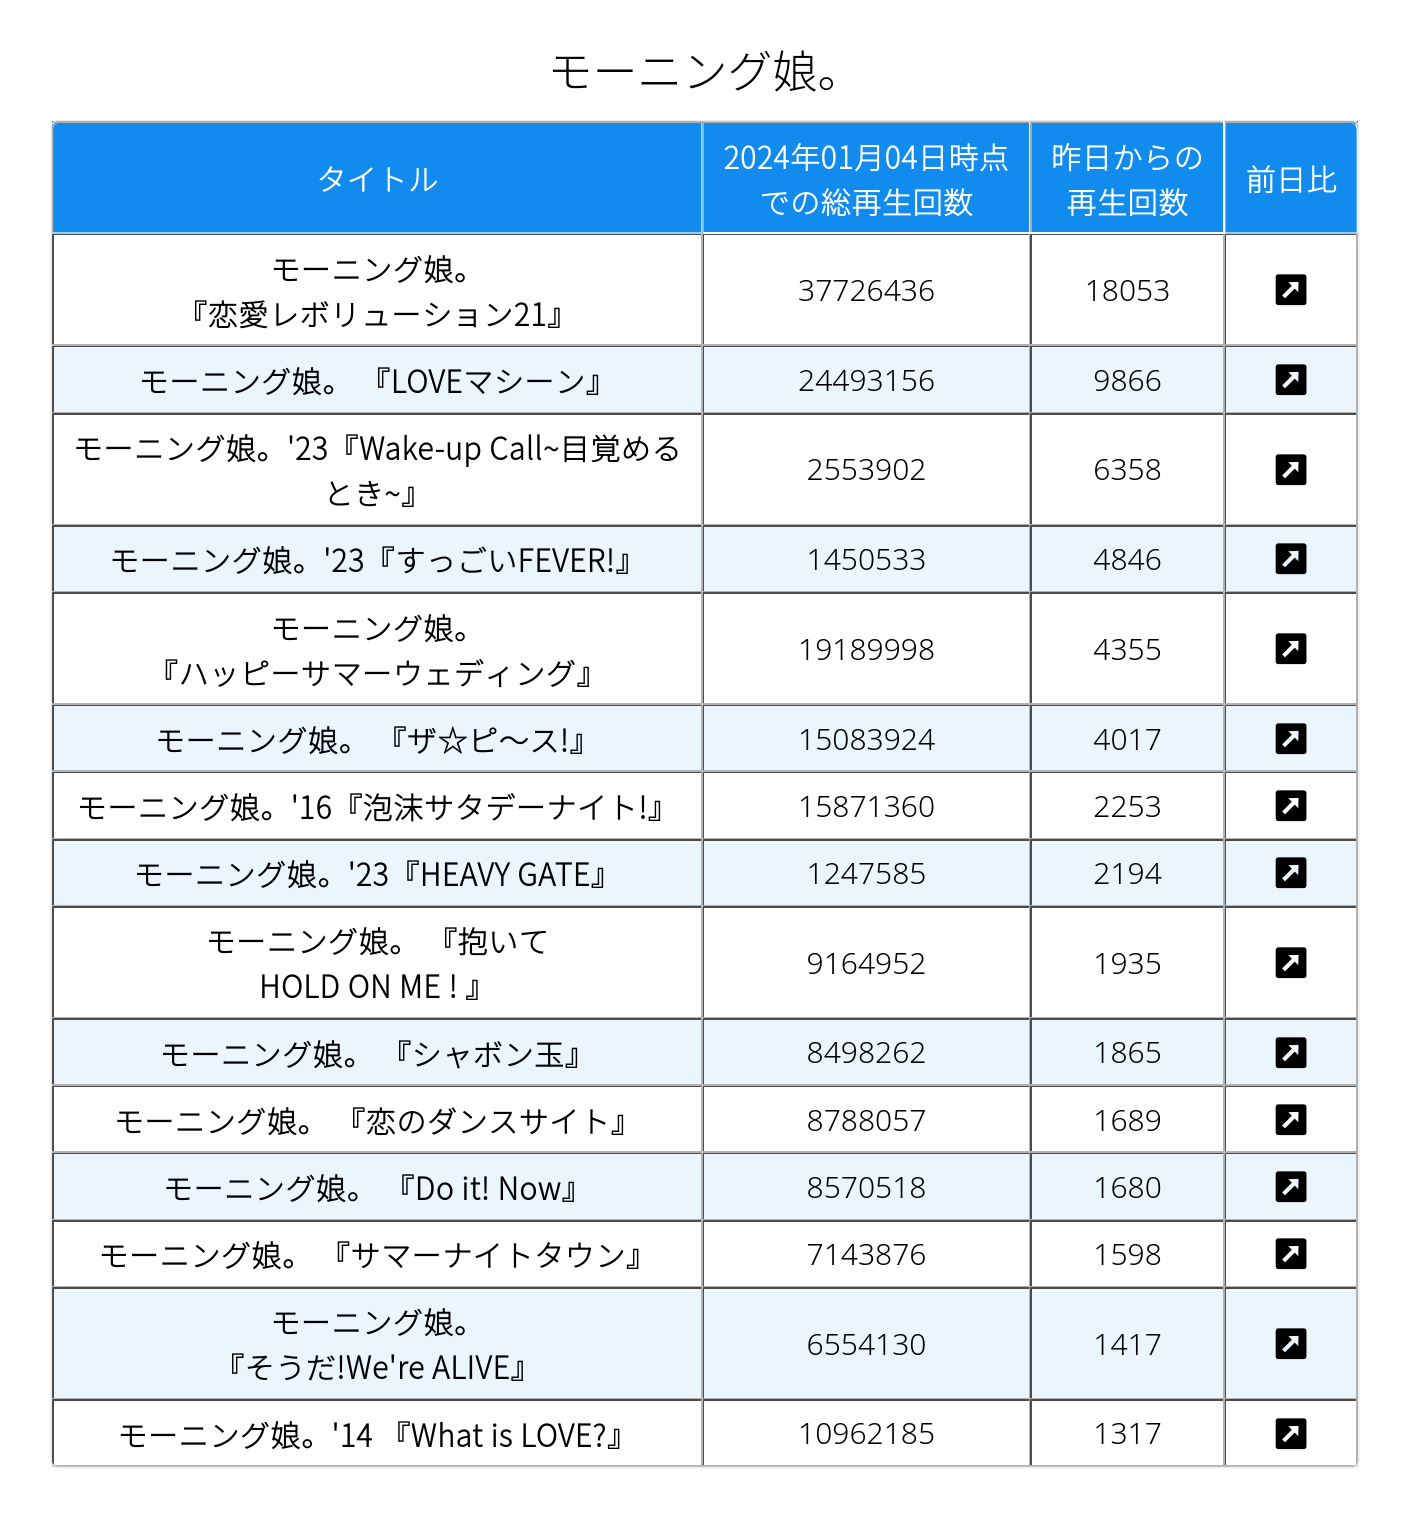 モーニング娘。
タイトル
2024年01月04日時点
での総再生回数
昨日からの
再生回数
前日比
モーニング娘。
『恋愛レボリューション21』
37726436
18053
モーニング娘。 『LOVEマシーン』
24493156
9866
モーニング娘。'23『Wake-up Call~目覚める
とき~』
2553902
6358
モーニング娘。'23『すっごいFEVER!』
1450533
4846
モーニング娘。
『ハッピーサマーウェディング』
19189998
4355
モーニング娘。 『ザ☆ピ〜ス!』
15083924
4017
モーニング娘。'16『泡沫サタデーナイト!』
15871360
2253
モーニング娘。'23『HEAVY GATE』
1247585
2194
モーニング娘。 『抱いて
HOLD ON ME ! 』
9164952
1935
モーニング娘。 『シャボン玉』
8498262
1865
モーニング娘。 『恋のダンスサイト』
8788057
1689
モーニング娘。 『Do it! Now』
8570518
1680
モーニング娘。 『サマーナイトタウン』
7143876
1598
モーニング娘。
『そうだ!We're ALIVE』
6554130
1417
モーニング娘。'14 『What is LOVE?』
10962185
1317